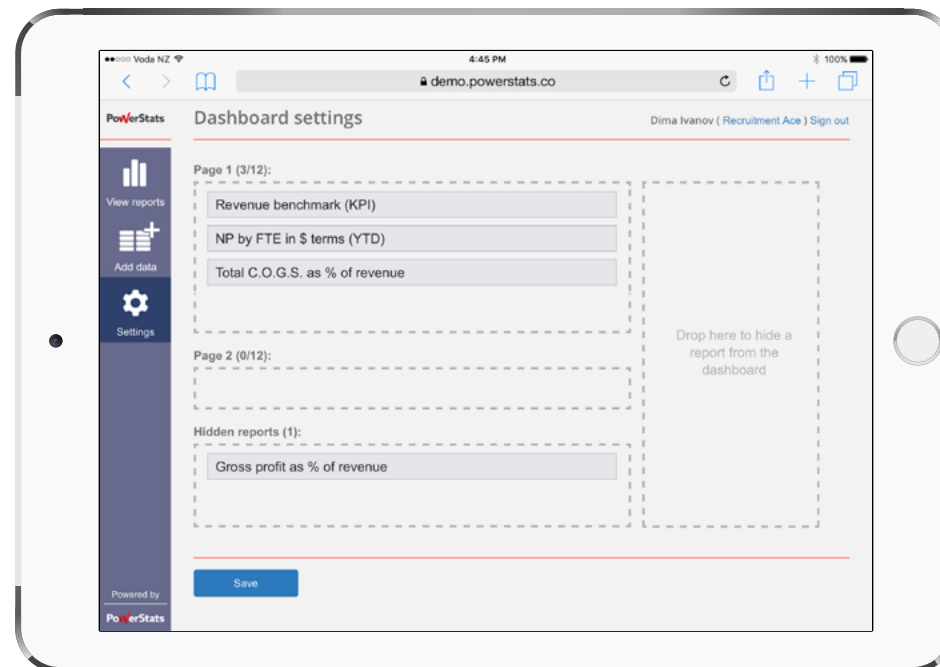 Voda NZ
4:45 PM
100%
demo.powerstats.co
PoWerStats
Dashboard settings
Dima Ivanov ( Recruitment Ace ) Sign out
View reports
Add data
Settings
Page 1 (3/12):
Revenue benchmark (KPI)
NP by FTE in $ terms (YTD)
Total C.O.G.S. as % of revenue
Page 2 (0/12):
Hidden reports (1):
Gross profit as % of revenue
Drop here to hide a
report from the
dashboard
Save
Powered by
PoWerStats